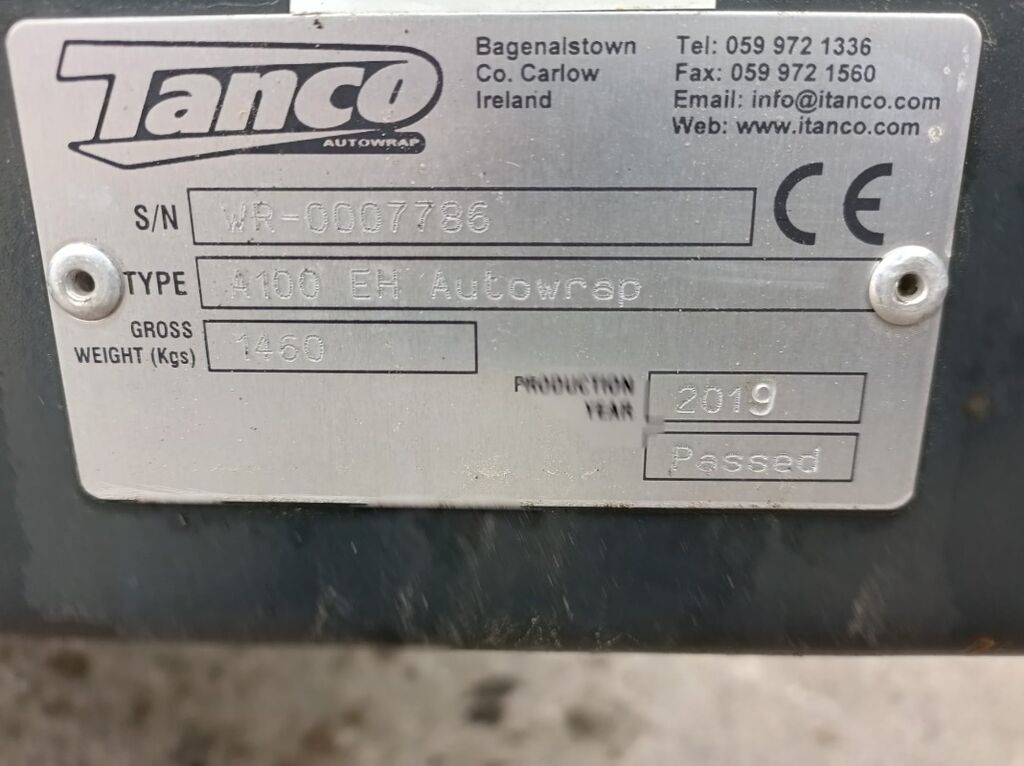 Tanco
AUTOWRAP
Bagenalstown
Co. Carlow
Ireland
Tel: 059 972 1336
Fax: 059 972 1560
Email: info@itanco.com
Web: www.itanco.com
CE
S/N WR-0007786
TYPE A100 EH Autowrap
GROSS
WEIGHT (Kgs) 1460
PRODUCTION
YEAR 2019
Passed